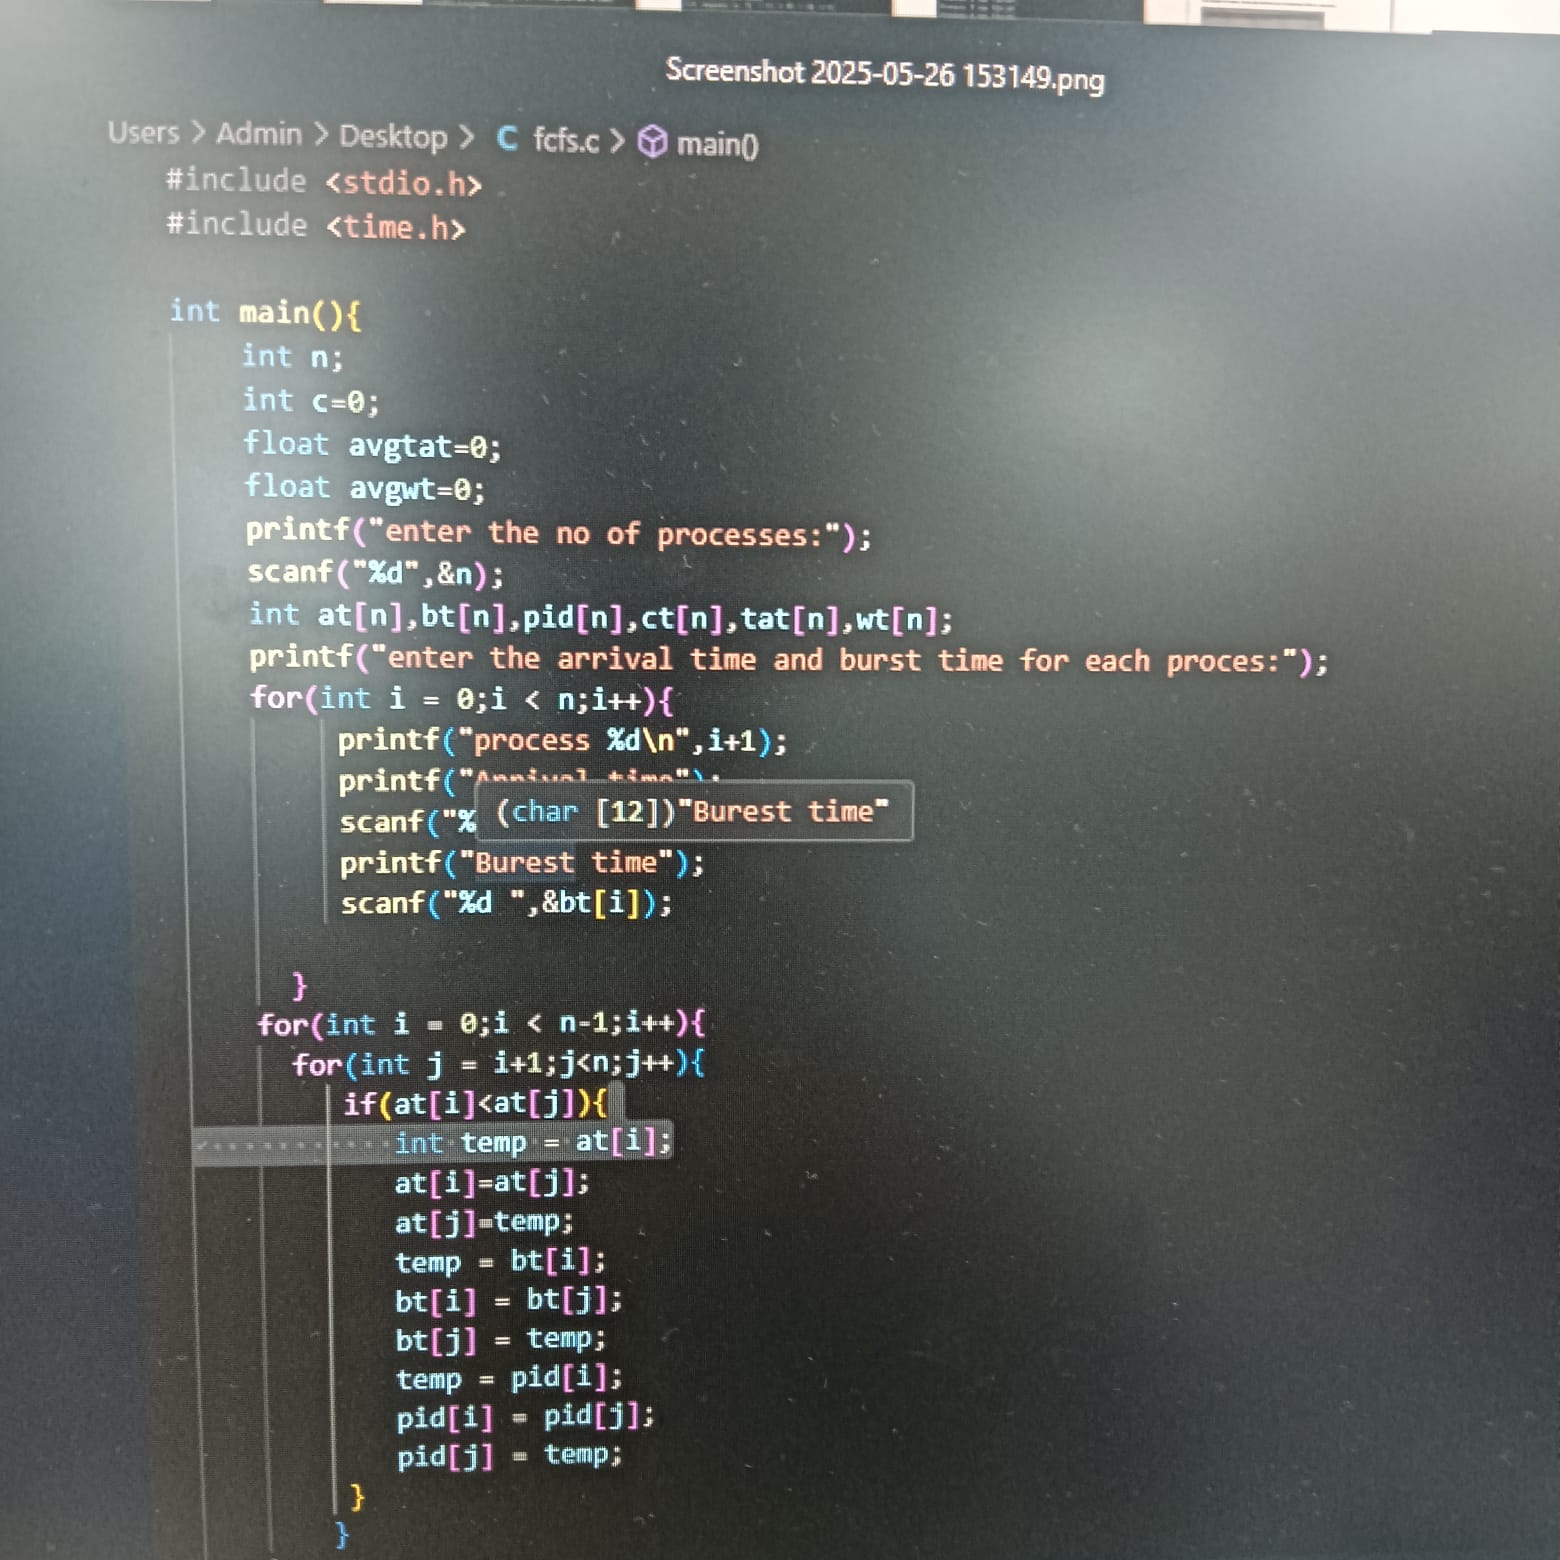 Screenshot 2025-05-26 153149.png
Users > Admin > Desktop > C fcfs.c > main()
#include <stdio.h>
#include <time.h>
int main(){
int n;
int c=0;
float avgtat=0;
float avgwt=0;
printf("enter the no of processes:");
scanf("%d",&n);
int at[n],bt[n],pid[n],ct[n],tat[n],wt[n];
printf("enter the arrival time and burst time for each proces:");
for(int i = 0;i < n;i++){
printf("process %d\n",i+1);
printf("Arrival time");
scanf("%
(char [12])"Burest time"
printf("Burest time");
scanf("%d ",&bt[i]);
}
for(int i = 0;i < n-1;i++){
for(int j = i+1;j<n;j++){
if(at[i]<at[j]){
int temp = at[i];
at[i]=at[j];
at[j]=temp;
temp = bt[i];
bt[i] = bt[j];
bt[j] = temp;
temp = pid[i];
pid[i] = pid[j];
pid[j] = temp;
}
}